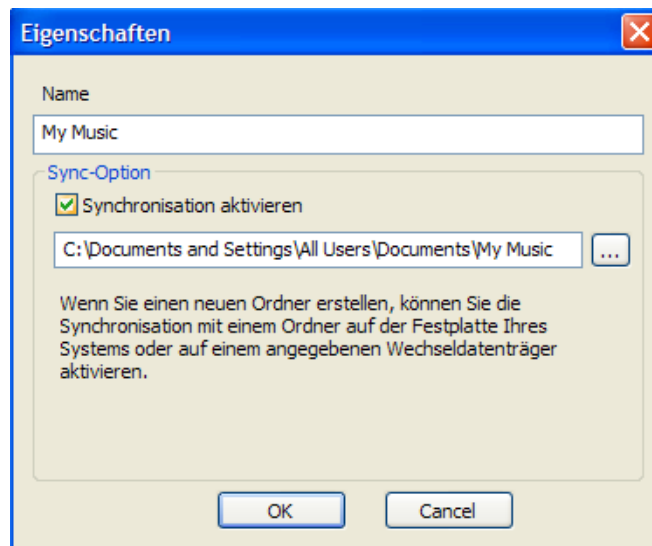 Eigenschaften
Name
My Music
Sync-Option
Synchronisation aktivieren
C:\Documents and Settings\All Users\Documents\My Music
...
Wenn Sie einen neuen Ordner erstellen, können Sie die
Synchronisation mit einem Ordner auf der Festplatte Ihres
Systems oder auf einem angegebenen Wechseldatenträger
aktivieren.
OK
Cancel